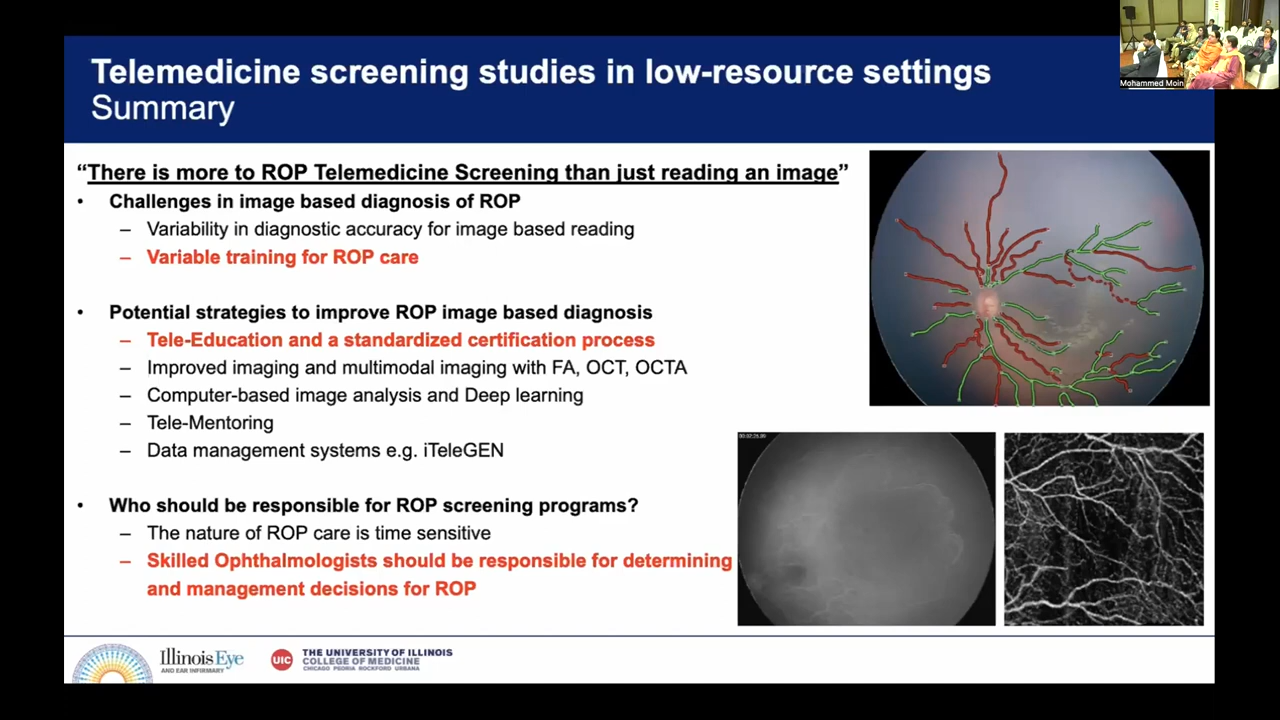 Telemedicine screening studies in low-resource settings
Summary
Mohammed Moin
“There is more to ROP Telemedicine Screening than just reading an image”
• Challenges in image based diagnosis of ROP
– Variability in diagnostic accuracy for image based reading
– Variable training for ROP care
• Potential strategies to improve ROP image based diagnosis
– Tele-Education and a standardized certification process
– Improved imaging and multimodal imaging with FA, OCT, OCTA
– Computer-based image analysis and Deep learning
– Tele-Mentoring
– Data management systems e.g. iTeleGEN
• Who should be responsible for ROP screening programs?
– The nature of ROP care is time sensitive
– Skilled Ophthalmologists should be responsible for determining
and management decisions for ROP
Illinois Eye
AND EAR INFIRMARY
UIC
THE UNIVERSITY OF ILLINOIS
COLLEGE OF MEDICINE
CHICAGO PEORIA ROCKFORD URBANA